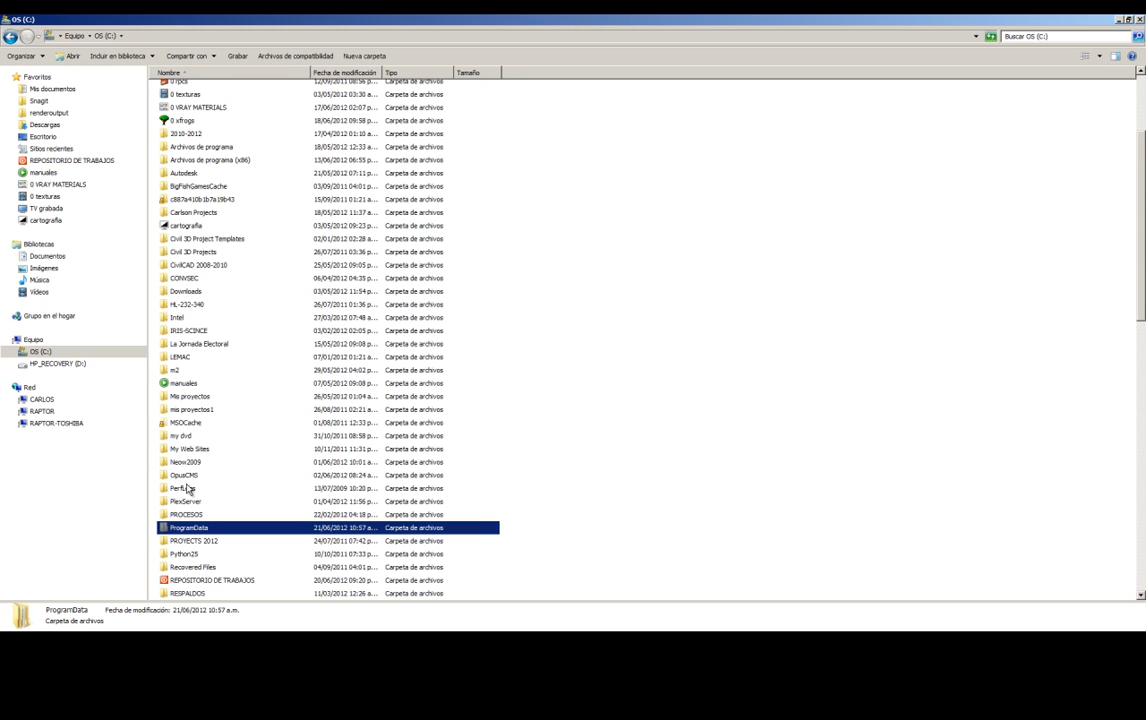 OS (C:)
Equipo ▸ OS (C:) ▸
Buscar OS (C:)
Organizar Abrir Incluir en biblioteca Compartir con Grabar Archivos de compatibilidad Nueva carpeta
Favoritos
Mis documentos
Snagit
renderoutput
Descargas
Escritorio
Sitios recientes
REPOSITORIO DE TRABAJOS
manuales
0 VRAY MATERIALS
0 texturas
TV grabada
cartografia
Bibliotecas
Documentos
Imágenes
Música
Vídeos
Grupo en el hogar
Equipo
OS (C:)
HP_RECOVERY (D:)
Red
CARLOS
RAPTOR
RAPTOR-TOSHIBA
Nombre Fecha de modificación Tipo Tamaño
12/09/2011 08:56 p... Carpeta de archivos
0 texturas 03/05/2012 03:30 a... Carpeta de archivos
0 VRAY MATERIALS 17/06/2012 02:07 p... Carpeta de archivos
0 xfrogs 18/06/2012 09:58 p... Carpeta de archivos
2010-2012 17/04/2012 01:10 a... Carpeta de archivos
Archivos de programa 18/05/2012 12:33 a... Carpeta de archivos
Archivos de programa (x86) 13/06/2012 06:55 p... Carpeta de archivos
Autodesk 21/05/2012 07:11 p... Carpeta de archivos
BigFishGamesCache 03/09/2011 04:01 p... Carpeta de archivos
c887a410b1b7a19b43 15/09/2011 01:21 a... Carpeta de archivos
Carlson Projects 18/05/2012 11:37 a... Carpeta de archivos
cartografia 03/05/2012 09:23 p... Carpeta de archivos
Civil 3D Project Templates 02/01/2012 02:28 a... Carpeta de archivos
Civil 3D Projects 26/07/2011 03:36 p... Carpeta de archivos
CivilCAD 2008-2010 25/05/2012 09:05 p... Carpeta de archivos
CONVSEC 06/04/2012 04:35 p... Carpeta de archivos
Downloads 03/05/2012 11:54 p... Carpeta de archivos
HL-232-340 26/07/2011 01:36 p... Carpeta de archivos
Intel 27/03/2012 07:48 a... Carpeta de archivos
IRIS-SCINCE 03/02/2012 02:05 p... Carpeta de archivos
La Jornada Electoral 15/05/2012 09:08 p... Carpeta de archivos
LEMAC 07/01/2012 01:21 p... Carpeta de archivos
m2 29/05/2012 04:02 p... Carpeta de archivos
manuales 07/05/2012 09:08 p... Carpeta de archivos
Mis proyectos 26/05/2012 01:04 a... Carpeta de archivos
mis proyectos1 26/08/2011 02:21 a... Carpeta de archivos
MSOCache 01/08/2011 12:33 p... Carpeta de archivos
my dvd 31/10/2011 08:58 p... Carpeta de archivos
My Web Sites 10/11/2011 11:31 p... Carpeta de archivos
Neow2009 01/06/2012 10:01 a... Carpeta de archivos
OpusCMS 02/06/2012 08:24 a... Carpeta de archivos
13/07/2009 10:20 p... Carpeta de archivos
PlexServer 01/04/2012 11:56 p... Carpeta de archivos
PROCESOS 22/02/2012 04:18 p... Carpeta de archivos
ProgramData 21/06/2012 10:57 a... Carpeta de archivos
PROYECTS 2012 24/07/2011 07:42 p... Carpeta de archivos
Python25 10/10/2011 07:33 p... Carpeta de archivos
Recovered Files 04/09/2011 04:01 p... Carpeta de archivos
REPOSITORIO DE TRABAJOS 20/06/2012 09:20 p... Carpeta de archivos
RESPALDOS 11/03/2012 12:26 a... Carpeta de archivos
ProgramData Fecha de modificación: 21/06/2012 10:57 a.m.
Carpeta de archivos